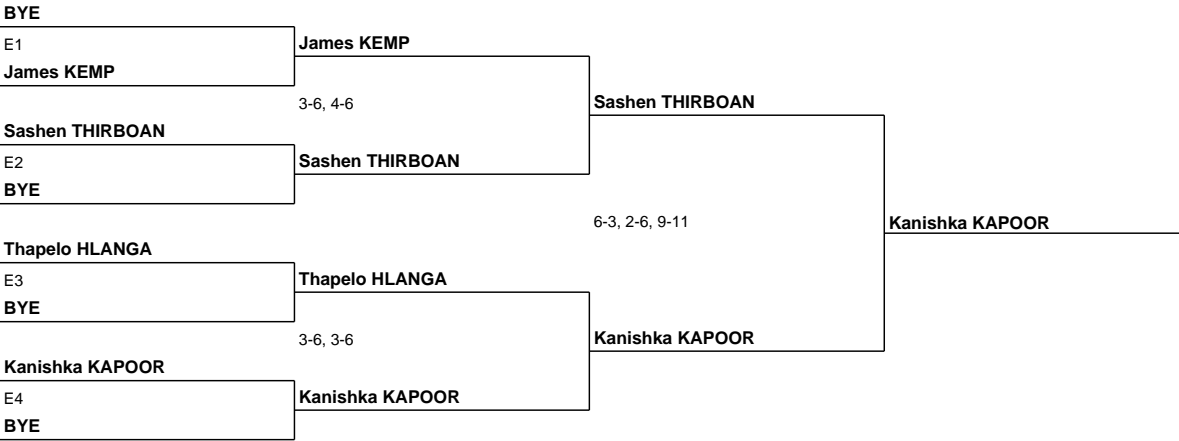 BYE
E1
James KEMP
James KEMP
3-6, 4-6
Sashen THIRBOAN
Sashen THIRBOAN
E2
BYE
Sashen THIRBOAN
6-3, 2-6, 9-11
Kanishka KAPOOR
Thapelo HLANGA
E3
BYE
Thapelo HLANGA
3-6, 3-6
Kanishka KAPOOR
Kanishka KAPOOR
E4
BYE
Kanishka KAPOOR